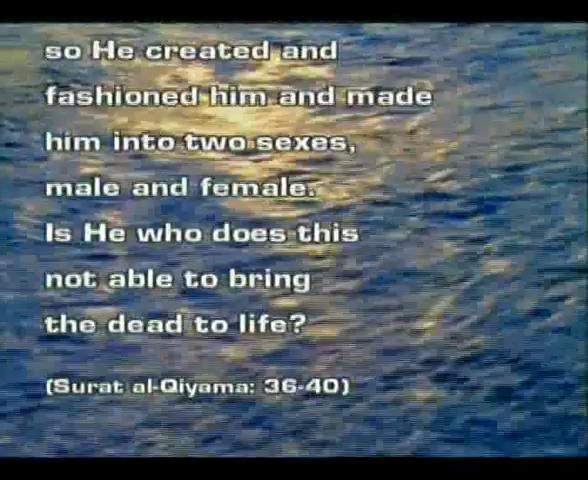 so He created and
fashioned him and made
him into two sexes,
male and female.
Is He who does this
not able to bring
the dead to life?
(Surat al-Qiyama: 36-40)